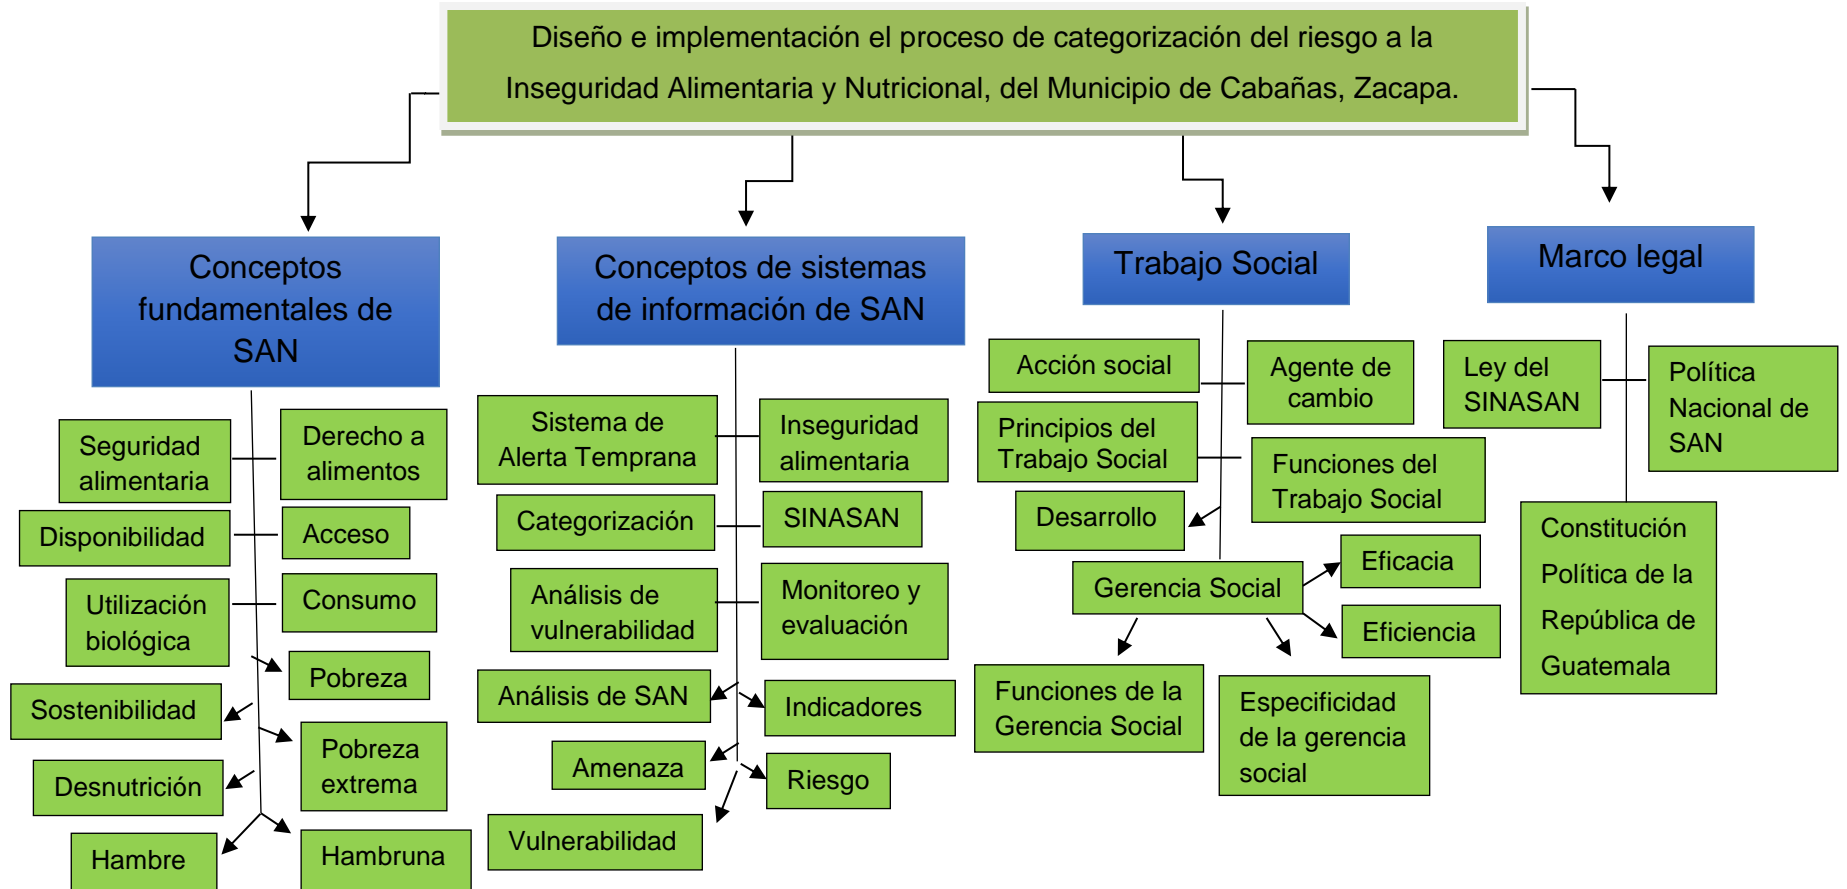 Diseño e implementación el proceso de categorización del riesgo a la
Inseguridad Alimentaria y Nutricional, del Municipio de Cabañas, Zacapa.
Conceptos
fundamentales de
SAN
Seguridad
alimentaria
Derecho a
alimentos
Disponibilidad
Acceso
Utilización
biológica
Consumo
Pobreza
Sostenibilidad
Pobreza
extrema
Desnutrición
Hambre
Hambruna
Conceptos de sistemas
de información de SAN
Sistema de
Alerta Temprana
Inseguridad
alimentaria
Categorización
SINASAN
Análisis de
vulnerabilidad
Monitoreo y
evaluación
Análisis de SAN
Indicadores
Amenaza
Riesgo
Vulnerabilidad
Trabajo Social
Acción social
Agente de
cambio
Principios del
Trabajo Social
Funciones del
Trabajo Social
Desarrollo
Gerencia Social
Eficacia
Eficiencia
Funciones de la
Gerencia Social
Especificidad
de la gerencia
social
Marco legal
Ley del
SINASAN
Política
Nacional de
SAN
Constitución
Política de la
República de
Guatemala